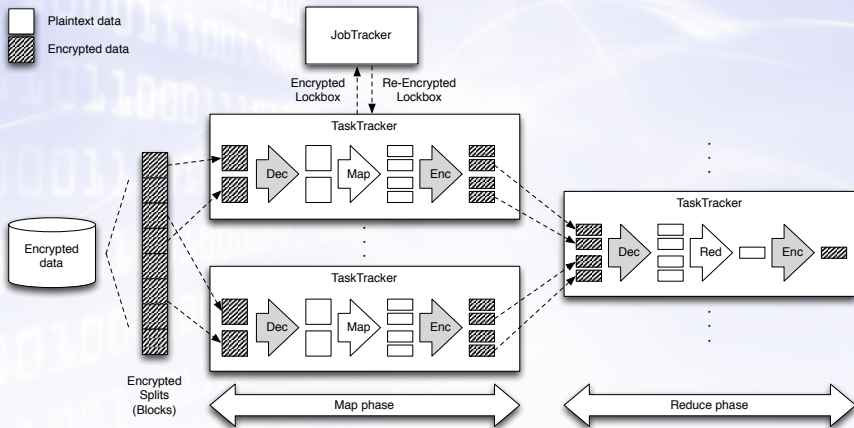 Plaintext data
Encrypted data
JobTracker
Encrypted
Lockbox
Re-Encrypted
Lockbox
TaskTracker
Dec
Map
Enc
TaskTracker
Dec
Red
Enc
Encrypted
data
TaskTracker
Dec
Map
Enc
Encrypted
Splits
(Blocks)
Map phase
Reduce phase